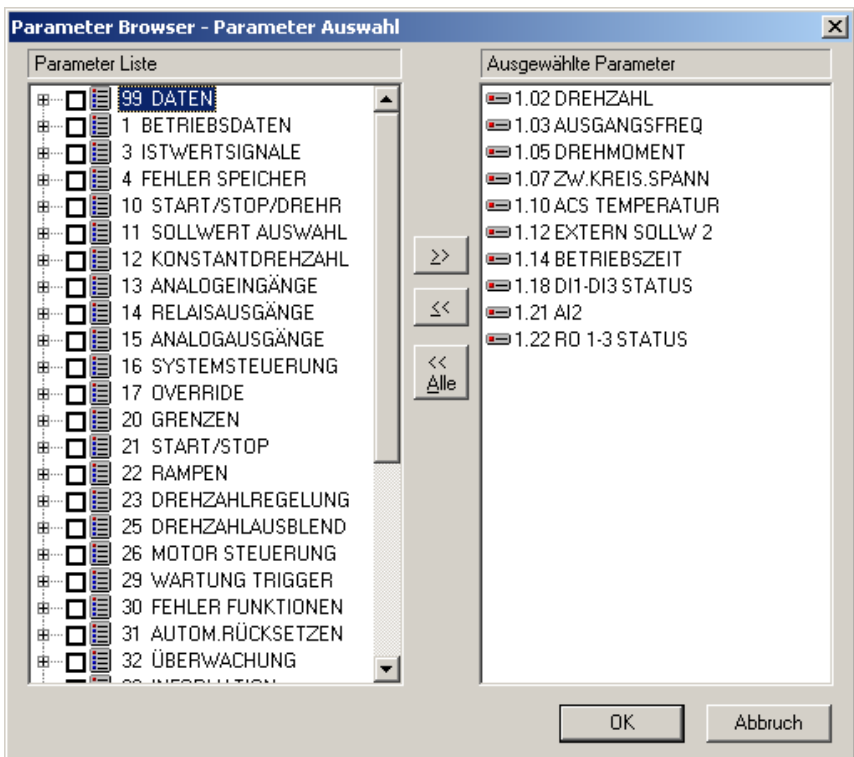 Parameter Browser - Parameter Auswahl
Parameter Liste
99 DATEN
1 BETRIEBSDATEN
3 ISTWERTSIGNALE
4 FEHLER SPEICHER
10 START/STOP/DREHR
11 SOLLWERT AUSWAHL
12 KONSTANTDREHZAHL
13 ANALOGEINGÄNGE
14 RELAISAUSGÄNGE
15 ANALOGAUSGÄNGE
16 SYSTEMSTEUERUNG
17 OVERRIDE
20 GRENZEN
21 START/STOP
22 RAMPEN
23 DREHZAHLREGELUNG
25 DREHZAHLAUSBLEND
26 MOTOR STEUERUNG
29 WARTUNG TRIGGER
30 FEHLER FUNKTIONEN
31 AUTOM.RÜCKSETZEN
32 ÜBERWACHUNG
>>
<<
<<
Alle
Ausgewählte Parameter
1.02 DREHZAHL
1.03 AUSGANGSFREQ
1.05 DREHMOMENT
1.07 ZW.KREIS.SPANN
1.10 ACS TEMPERATUR
1.12 EXTERN SOLLW 2
1.14 BETRIEBSZEIT
1.18 DI1-DI3 STATUS
1.21 AI2
1.22 RO 1-3 STATUS
OK
Abbruch